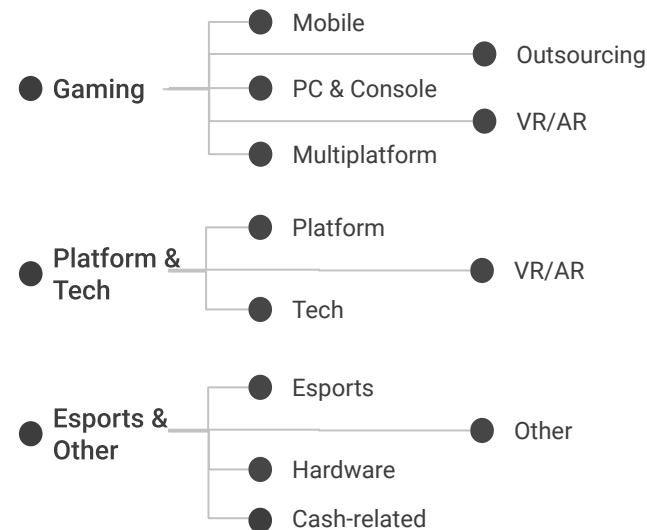 Mobile
Outsourcing
Gaming
PC & Console
VR/AR
Multiplatform
Platform
Platform &
Tech
VR/AR
Tech
Esports
Esports &
Other
Other
Hardware
Cash-related